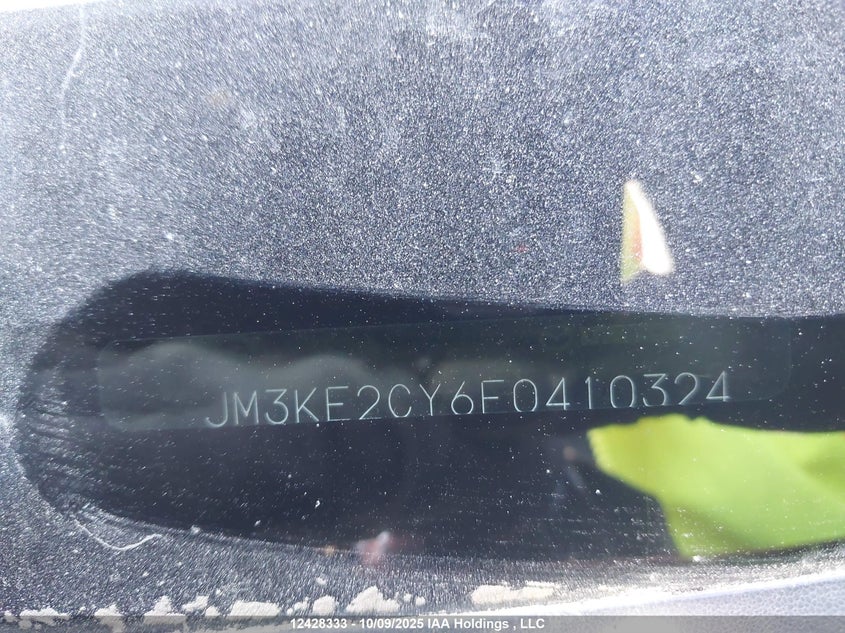 JM3KE2CY6F0410324
12428333 - 10/09/2025 IAA Holdings , LLC